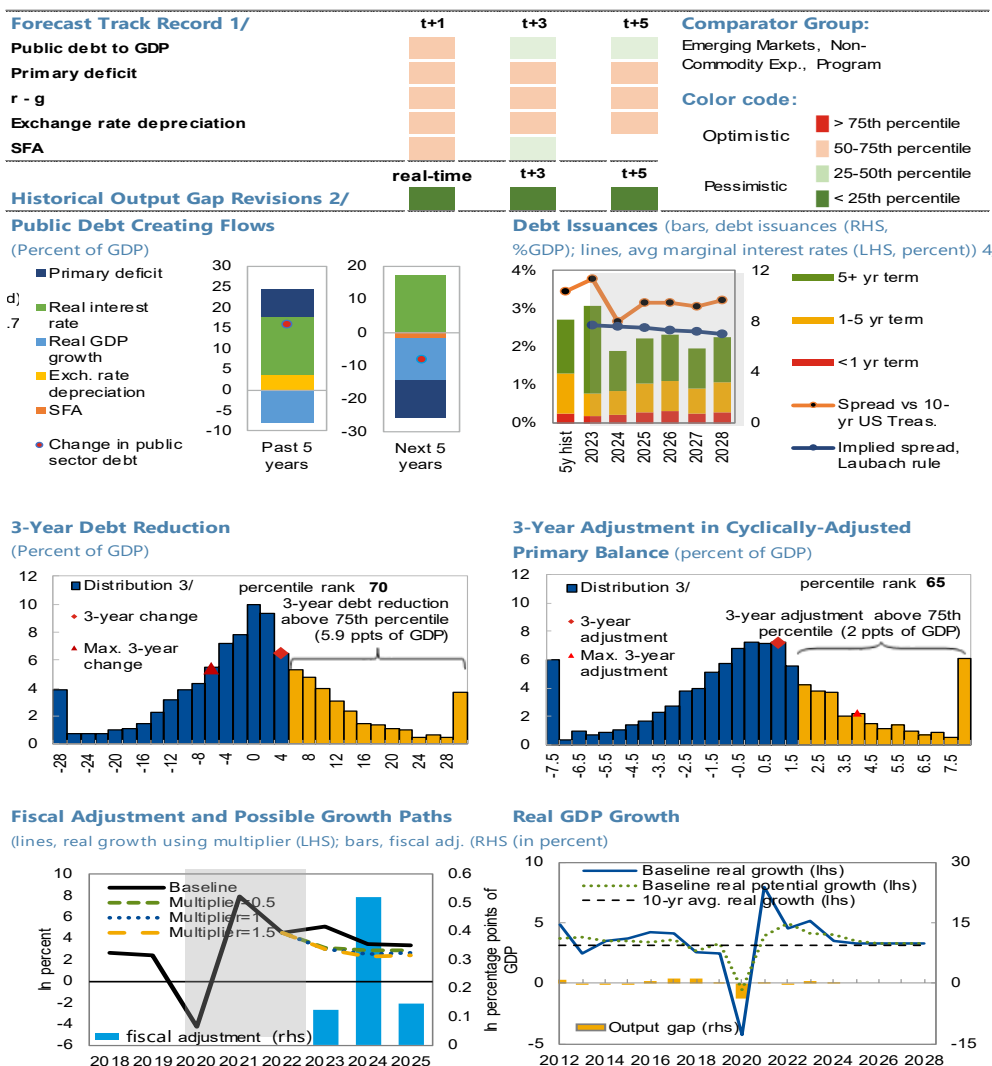 Forecast Track Record 1/ t+1 t+3 t+5 Comparator Group:
Public debt to GDP
Emerging Markets, Non-
Commodity Exp., Program
Primary deficit
r - g
Color code:
Exchange rate depreciation
SFA
Optimistic
> 75th percentile
50-75th percentile
Pessimistic
25-50th percentile
< 25th percentile
real-time t+3 t+5
Historical Output Gap Revisions 2/
Public Debt Creating Flows
(Percent of GDP)
Primary deficit
d)
.7
Real interest
rate
Real GDP
growth
Exch. rate
depreciation
SFA
Change in public
sector debt
30
25
20
15
10
5
0
-5
-10
Past 5
years
20
10
0
-10
-20
-30
Next 5
years
Debt Issuances (bars, debt issuances (RHS,
%GDP); lines, avg marginal interest rates (LHS, percent)) 4
4%
3%
2%
1%
0%
12
8
4
0
5y hist 2023 2024 2025 2026 2027 2028
5+ yr term
1-5 yr term
<1 yr term
Spread vs 10-
yr US Treas.
Implied spread,
Laubach rule
3-Year Debt Reduction
(Percent of GDP)
12
10
8
6
4
2
0
Distribution 3/
3-year change
Max. 3-year
change
percentile rank 70
3-year debt reduction
above 75th percentile
(5.9 ppts of GDP)
-28 -24 -20 -16 -12 -8 -4 0 4 8 12 16 20 24 28
3-Year Adjustment in Cyclically-Adjusted
Primary Balance (percent of GDP)
12
10
8
6
4
2
0
Distribution 3/
3-year
adjustment
Max. 3-year
adjustment
percentile rank 65
3-year adjustment above 75th
percentile (2 ppts of GDP)
-7.5 -6.5 -5.5 -4.5 -3.5 -2.5 -1.5 -0.5 0.5 1.5 2.5 3.5 4.5 5.5 6.5 7.5
Fiscal Adjustment and Possible Growth Paths
(lines, real growth using multiplier (LHS); bars, fiscal adj. (RHS (in percent)
In percent
10
8
6
4
2
0
-2
-4
-6
Baseline
Multiplier=0.5
Multiplier=1
Multiplier=1.5
fiscal adjustment (rhs)
0.6
0.5
0.4
0.3
0.2
0.1
0
In percentage points of
GDP
2018 2019 2020 2021 2022 2023 2024 2025
Real GDP Growth
10
5
0
-5
Baseline real growth (lhs)
Baseline real potential growth (lhs)
10-yr avg. real growth (lhs)
Output gap (rhs)
30
15
0
-15
2012 2014 2016 2018 2020 2022 2024 2026 2028